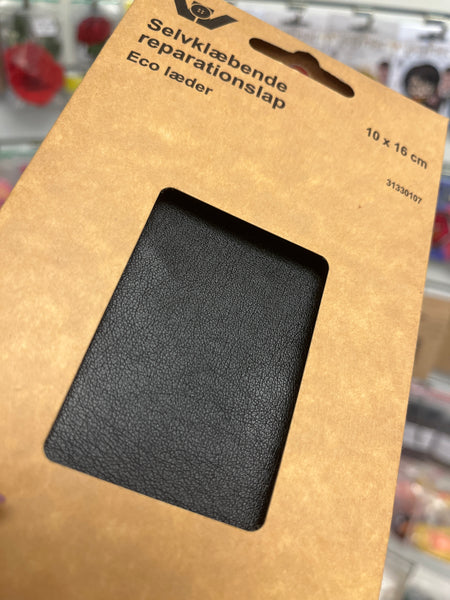 Selvklæbende
reparationslap
Eco læder
10 x 16 cm
31330107